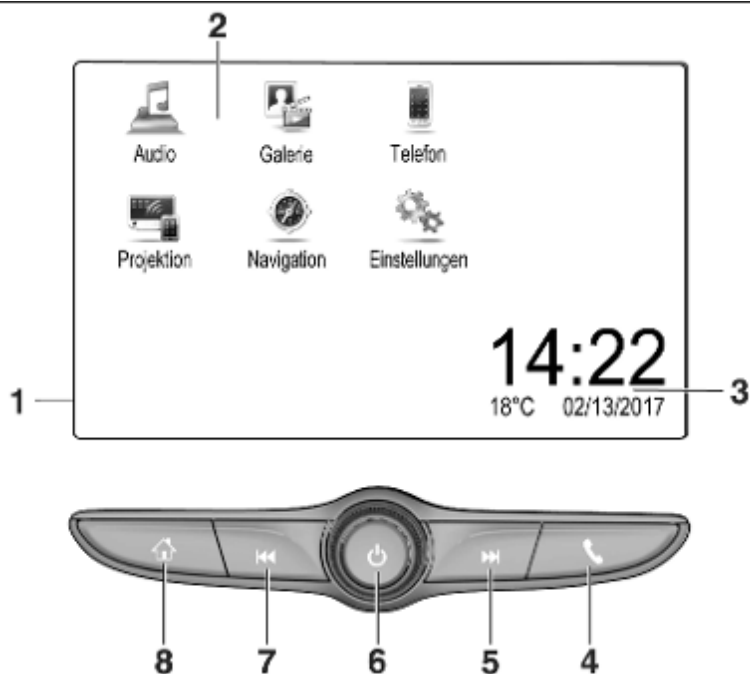 2
Audio Galerie Telefon
Projektion Navigation Einstellungen
14:22
1
18°C 02/13/2017
3
8 7 6 5 4